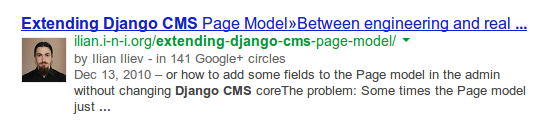 Extending Django CMS Page Model»Between engineering and real ...
ilian.i-n-i.org/extending-django-cms-page-model/
by Ilian Iliev - in 141 Google+ circles
Dec 13, 2010 – or how to add some fields to the Page model in the admin
without changing Django CMS coreThe problem: Some times the Page model
just ...